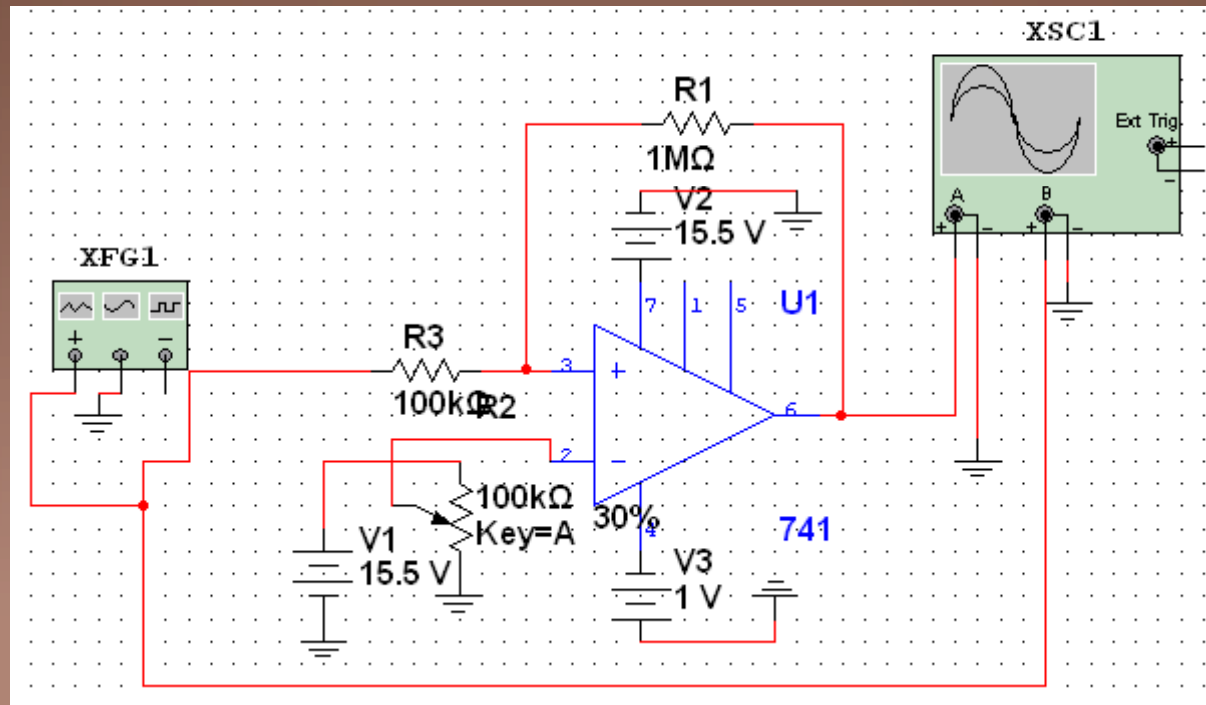 XSC1
R1
Ext Trig
+
1MΩ
−
V2
A
B
15.5 V
+ − + −
XFG1
7 1 5 U1
+ −
R3
3 +
100kΩ
R2
6
2 −
100kΩ
30%
Key=A
4
741
V1
15.5 V
V3
1 V